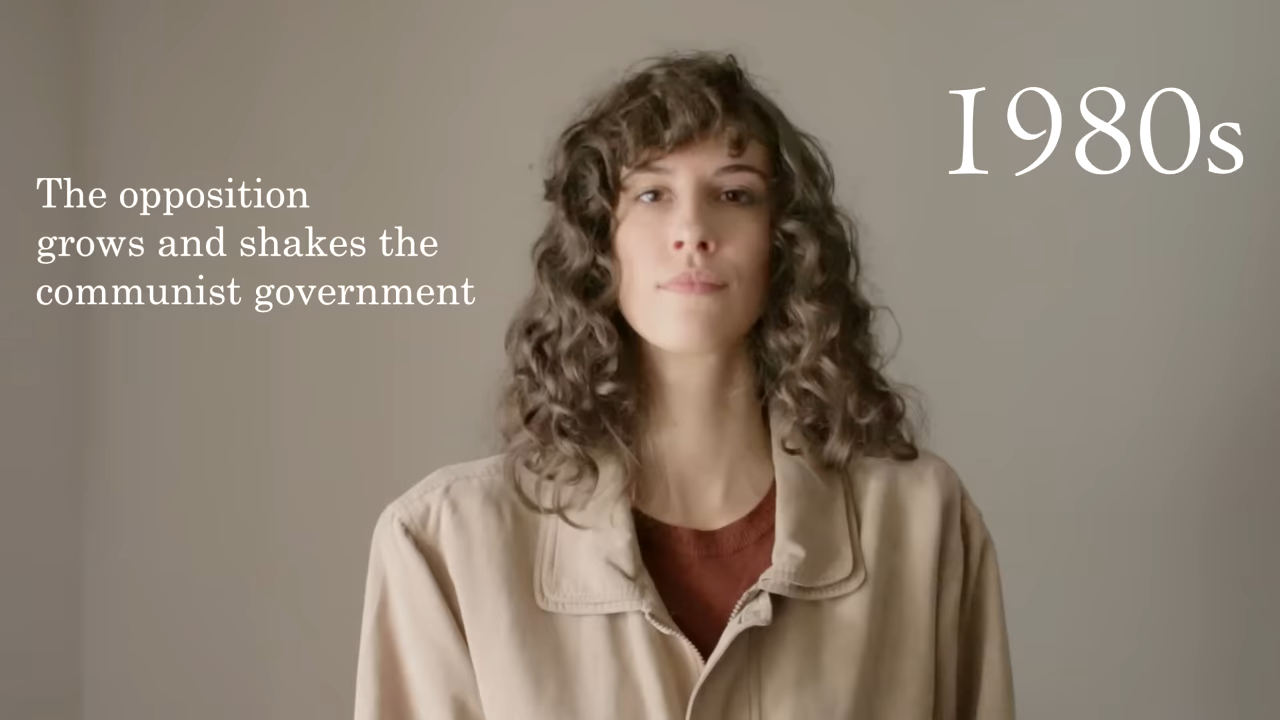 1980s
The opposition
grows and shakes the
communist government